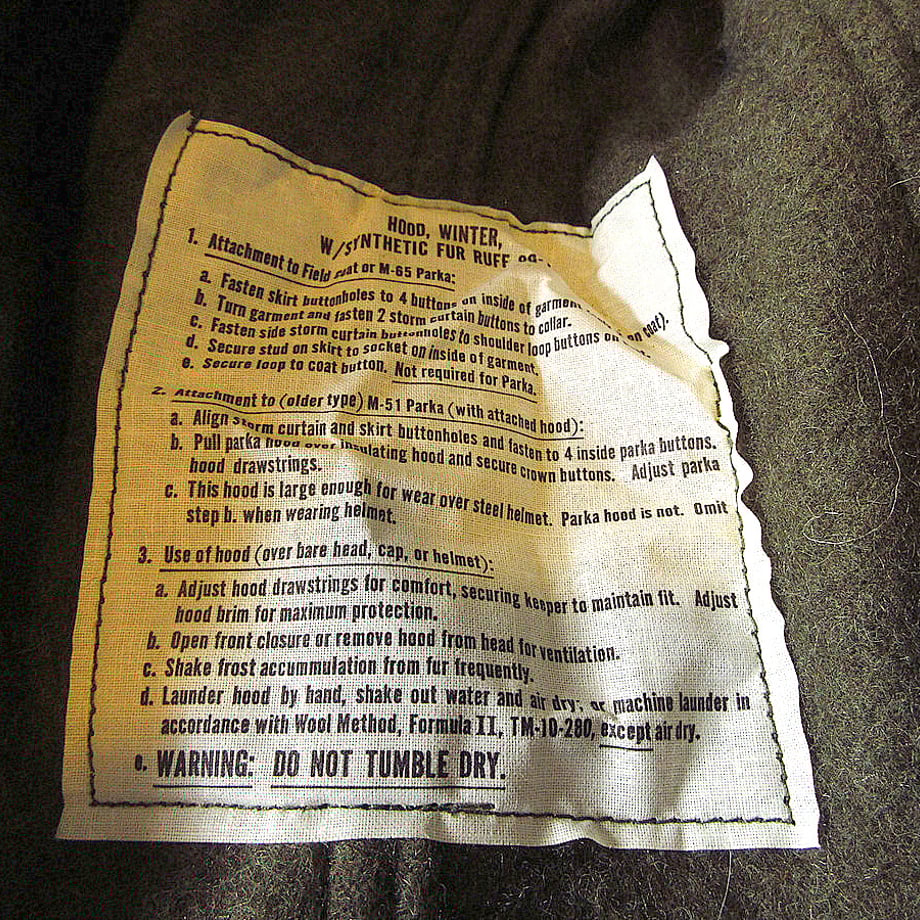 HOOD, WINTER,
W/SYNTHETIC FUR RUFF OG-
1. Attachment to Field coat or M-65 Parka:
a. Fasten skirt buttonholes to 4 buttons on inside of garment
b. Turn garment and fasten 2 storm curtain buttons to collar.
c. Fasten side storm curtain buttonholes to shoulder loop buttons on coat).
d. Secure stud on skirt to socket on inside of garment.
e. Secure loop to coat button. Not required for Parka.
2. Attachment to (older type) M-51 Parka (with attached hood):
a. Align storm curtain and skirt buttonholes and fasten to 4 inside parka buttons.
b. Pull parka hood over insulating hood and secure crown buttons. Adjust parka
hood drawstrings.
c. This hood is large enough for wear over steel helmet. Parka hood is not. Omit
step b. when wearing helmet.
3. Use of hood (over bare head, cap, or helmet):
a. Adjust hood drawstrings for comfort, securing keeper to maintain fit. Adjust
hood brim for maximum protection.
b. Open front closure or remove hood from head for ventilation.
c. Shake frost accummulation from fur frequently.
d. Launder hood by hand, shake out water and air dry; or machine launder in
accordance with Wool Method, Formula II, TM-10-280, except air dry.
e. WARNING: DO NOT TUMBLE DRY.